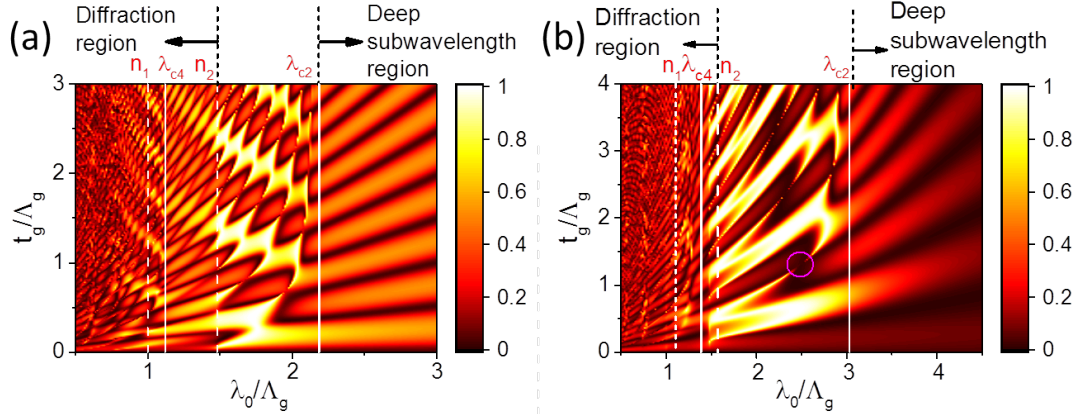 (a)
Diffraction
region
Deep
subwavelength
region
n₁ λc4 n₂ λc2
3
2
1
0
tg/Λg
1 2 3
λ₀/Λg
1
0.8
0.6
0.4
0.2
0
(b)
Diffraction
region
Deep
subwavelength
region
n₁ λc4 n₂ λc2
4
3
2
1
0
tg/Λg
1 2 3 4
λ₀/Λg
1
0.8
0.6
0.4
0.2
0